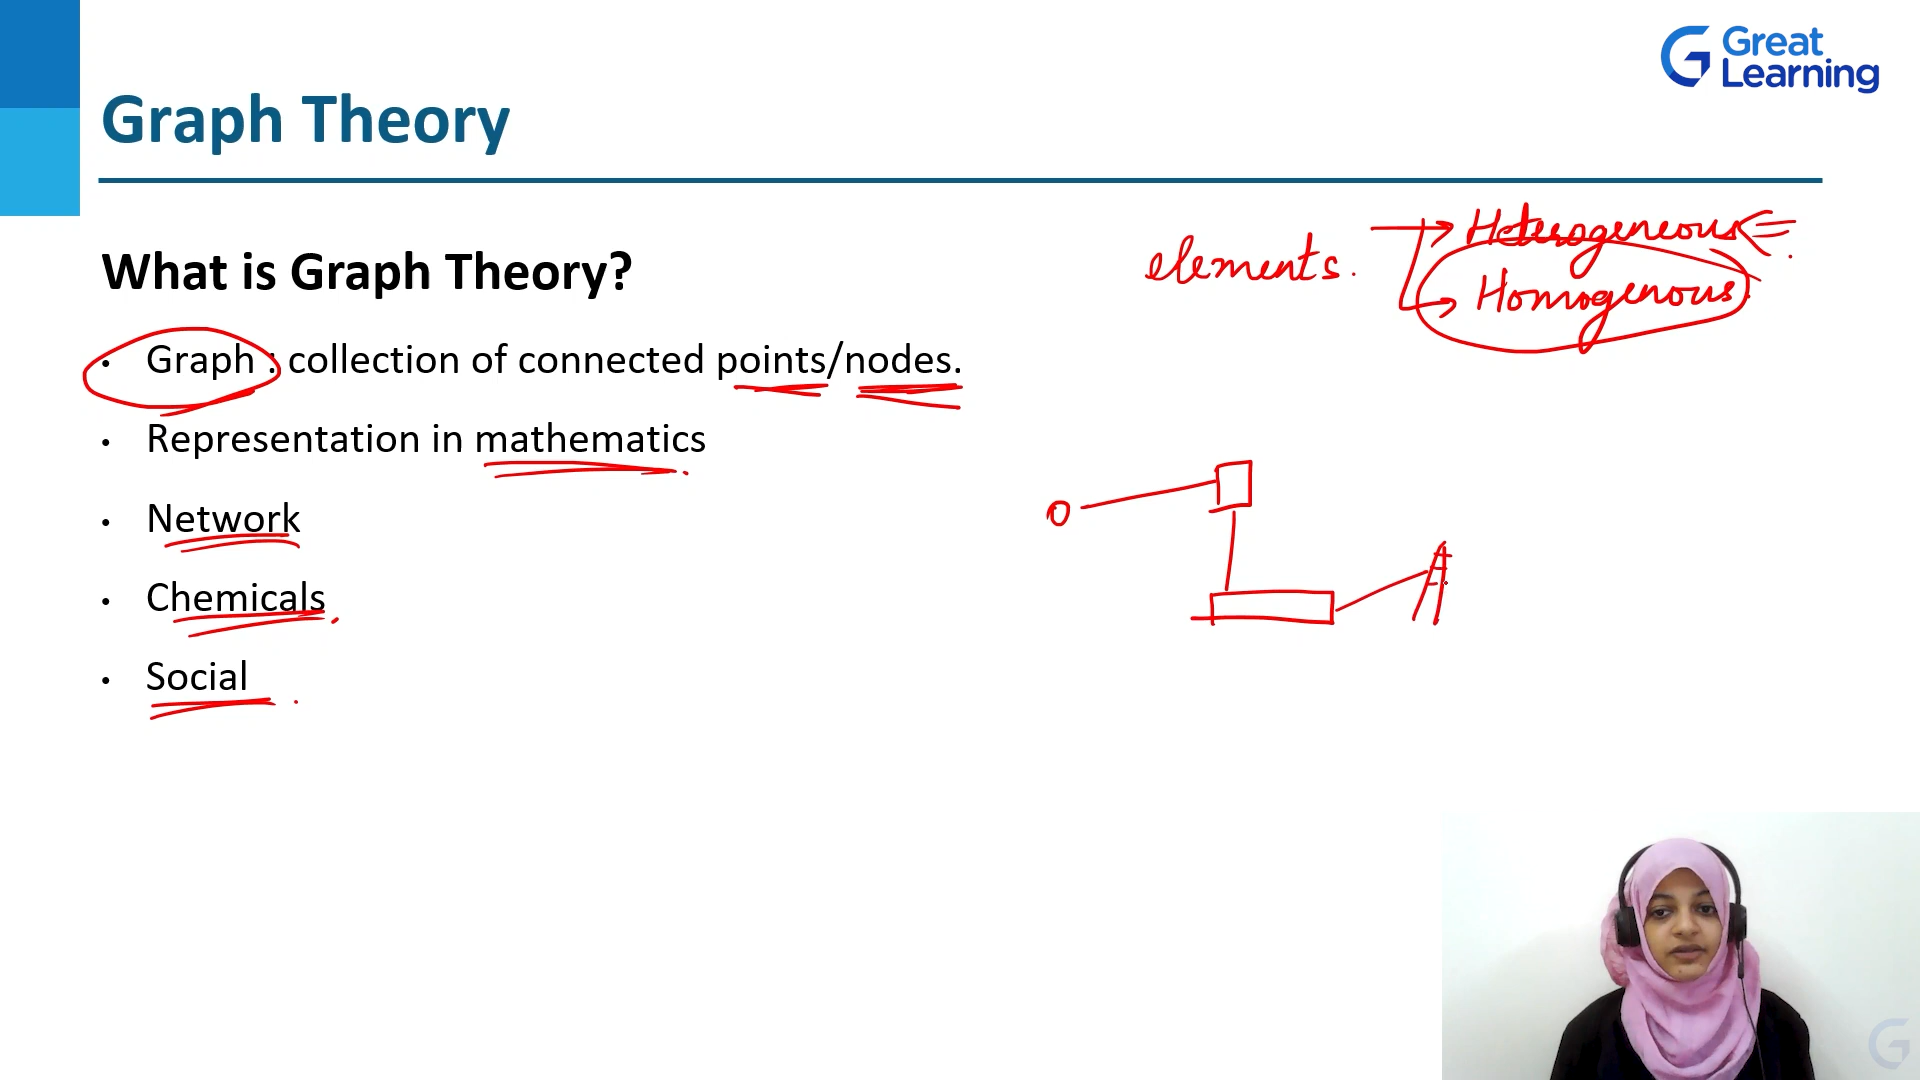 Great
Learning
Graph Theory
What is Graph Theory?
elements.
Heterogeneous
Homogenous.
• Graph : collection of connected points/nodes.
• Representation in mathematics
• Network
• Chemicals
• Social